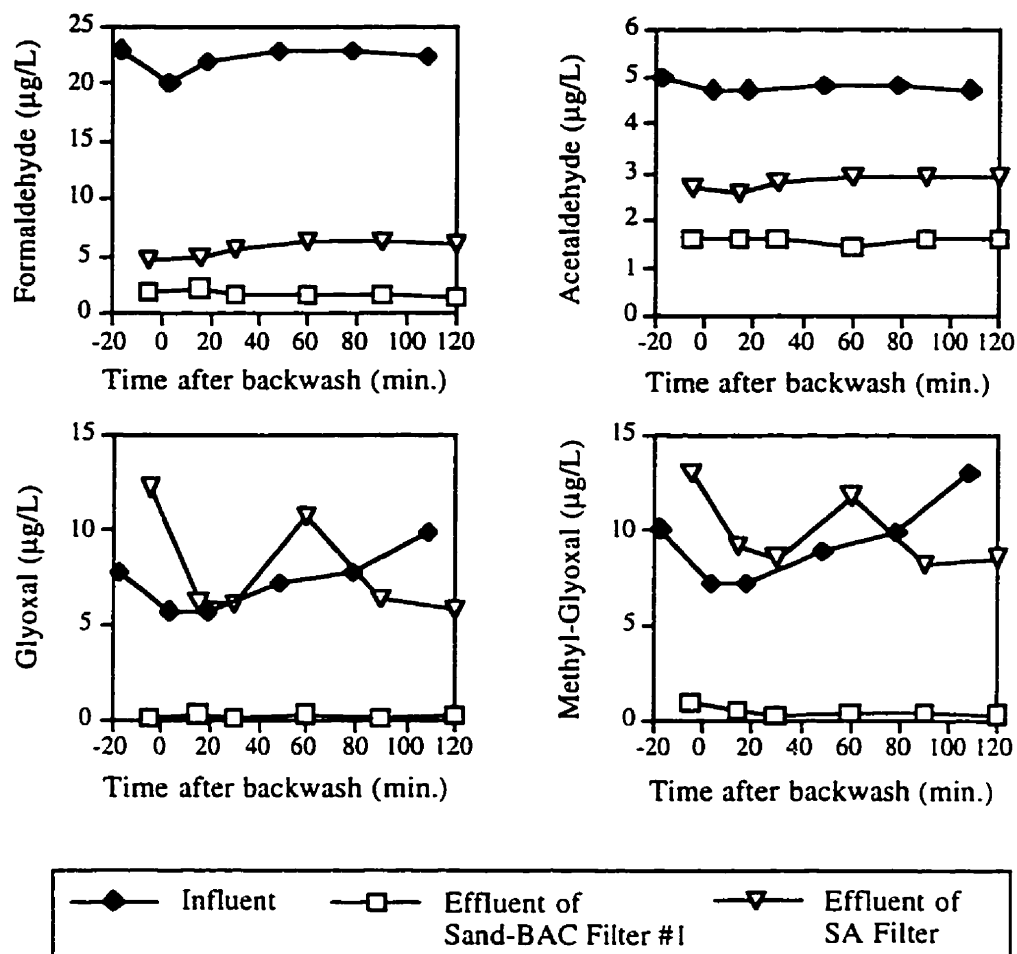 Formaldehyde (µg/L)
25
20
15
10
5
0
-20 0 20 40 60 80 100 120
Time after backwash (min.)
Acetaldehyde (µg/L)
6
5
4
3
2
1
0
-20 0 20 40 60 80 100 120
Time after backwash (min.)
Glyoxal (µg/L)
15
10
5
0
-20 0 20 40 60 80 100 120
Time after backwash (min.)
Methyl-Glyoxal (µg/L)
15
10
5
0
-20 0 20 40 60 80 100 120
Time after backwash (min.)
Influent
Effluent of
Sand-BAC Filter #1
Effluent of
SA Filter